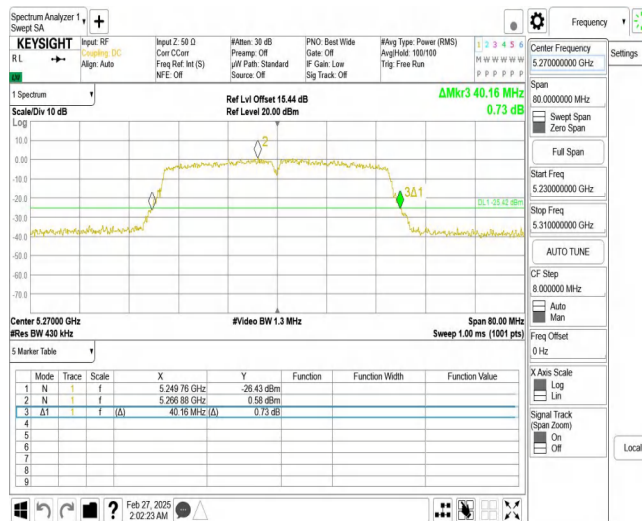 Spectrum Analyzer 1
Swept SA
Frequency
KEYSIGHT
RL
Input: RF
Coupling: DC
Align: Auto
Input Z: 50 Ω
Corr CCorr
Freq Ref: Int (S)
NFE: Off
#Atten: 30 dB
Preamp: Off
µW Path: Standard
Source: Off
PNO: Best Wide
Gate: Off
IF Gain: Low
Sig Track: Off
#Avg Type: Power (RMS)
Avg|Hold: 100/100
Trig: Free Run
1 2 3 4 5 6
M W W W W W
P P P P P P
1 Spectrum
Scale/Div 10 dB
Log
Ref Lvl Offset 15.44 dB
Ref Level 20.00 dBm
ΔMkr3 40.16 MHz
0.73 dB
10.0
0.00
-10.0
-20.0
-30.0
-40.0
-50.0
-60.0
-70.0
2
3Δ1
DL1 -25.42 dBm
Center 5.27000 GHz
#Res BW 430 kHz
#Video BW 1.3 MHz
Span 80.00 MHz
Sweep 1.00 ms (1001 pts)
5 Marker Table
Mode Trace Scale X Y Function Function Width Function Value
1 N 1 f 5.249 76 GHz -26.43 dBm
2 N 1 f 5.266 88 GHz 0.58 dBm
3 Δ1 1 f (Δ) 40.16 MHz (Δ) 0.73 dB
4
5
6
7
8
9
Feb 27, 2025
2:02:23 AM
Center Frequency
5.270000000 GHz
Settings
Span
80.0000000 MHz
Swept Span
Zero Span
Full Span
Start Freq
5.230000000 GHz
Stop Freq
5.310000000 GHz
AUTO TUNE
CF Step
8.000000 MHz
Auto
Man
Freq Offset
0 Hz
X Axis Scale
Log
Lin
Signal Track
(Span Zoom)
On
Off
Local